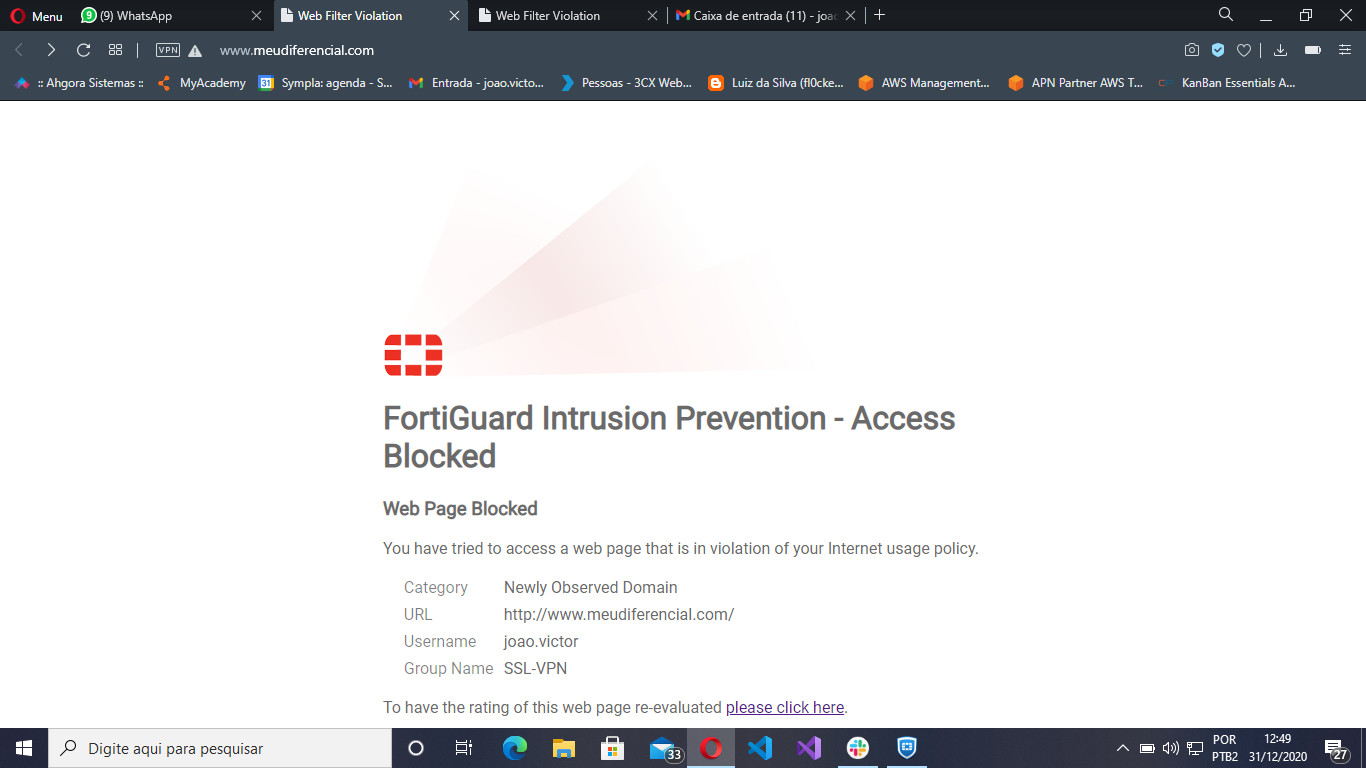 Menu
9
(9) WhatsApp
Web Filter Violation
Web Filter Violation
Caixa de entrada (11) - joao
VPN
www.meudiferencial.com
:: Ahgora Sistemas ::
MyAcademy
31
Sympla: agenda - S...
Entrada - joao.victo...
Pessoas - 3CX Web...
Luiz da Silva (fl0cke...
AWS Management...
APN Partner AWS T...
KanBan Essentials A...
FortiGuard Intrusion Prevention - Access
Blocked
Web Page Blocked
You have tried to access a web page that is in violation of your Internet usage policy.
Category Newly Observed Domain
URL http://www.meudiferencial.com/
Username joao.victor
Group Name SSL-VPN
To have the rating of this web page re-evaluated please click here.
Digite aqui para pesquisar
33
POR
PTB2
12:49
31/12/2020
27